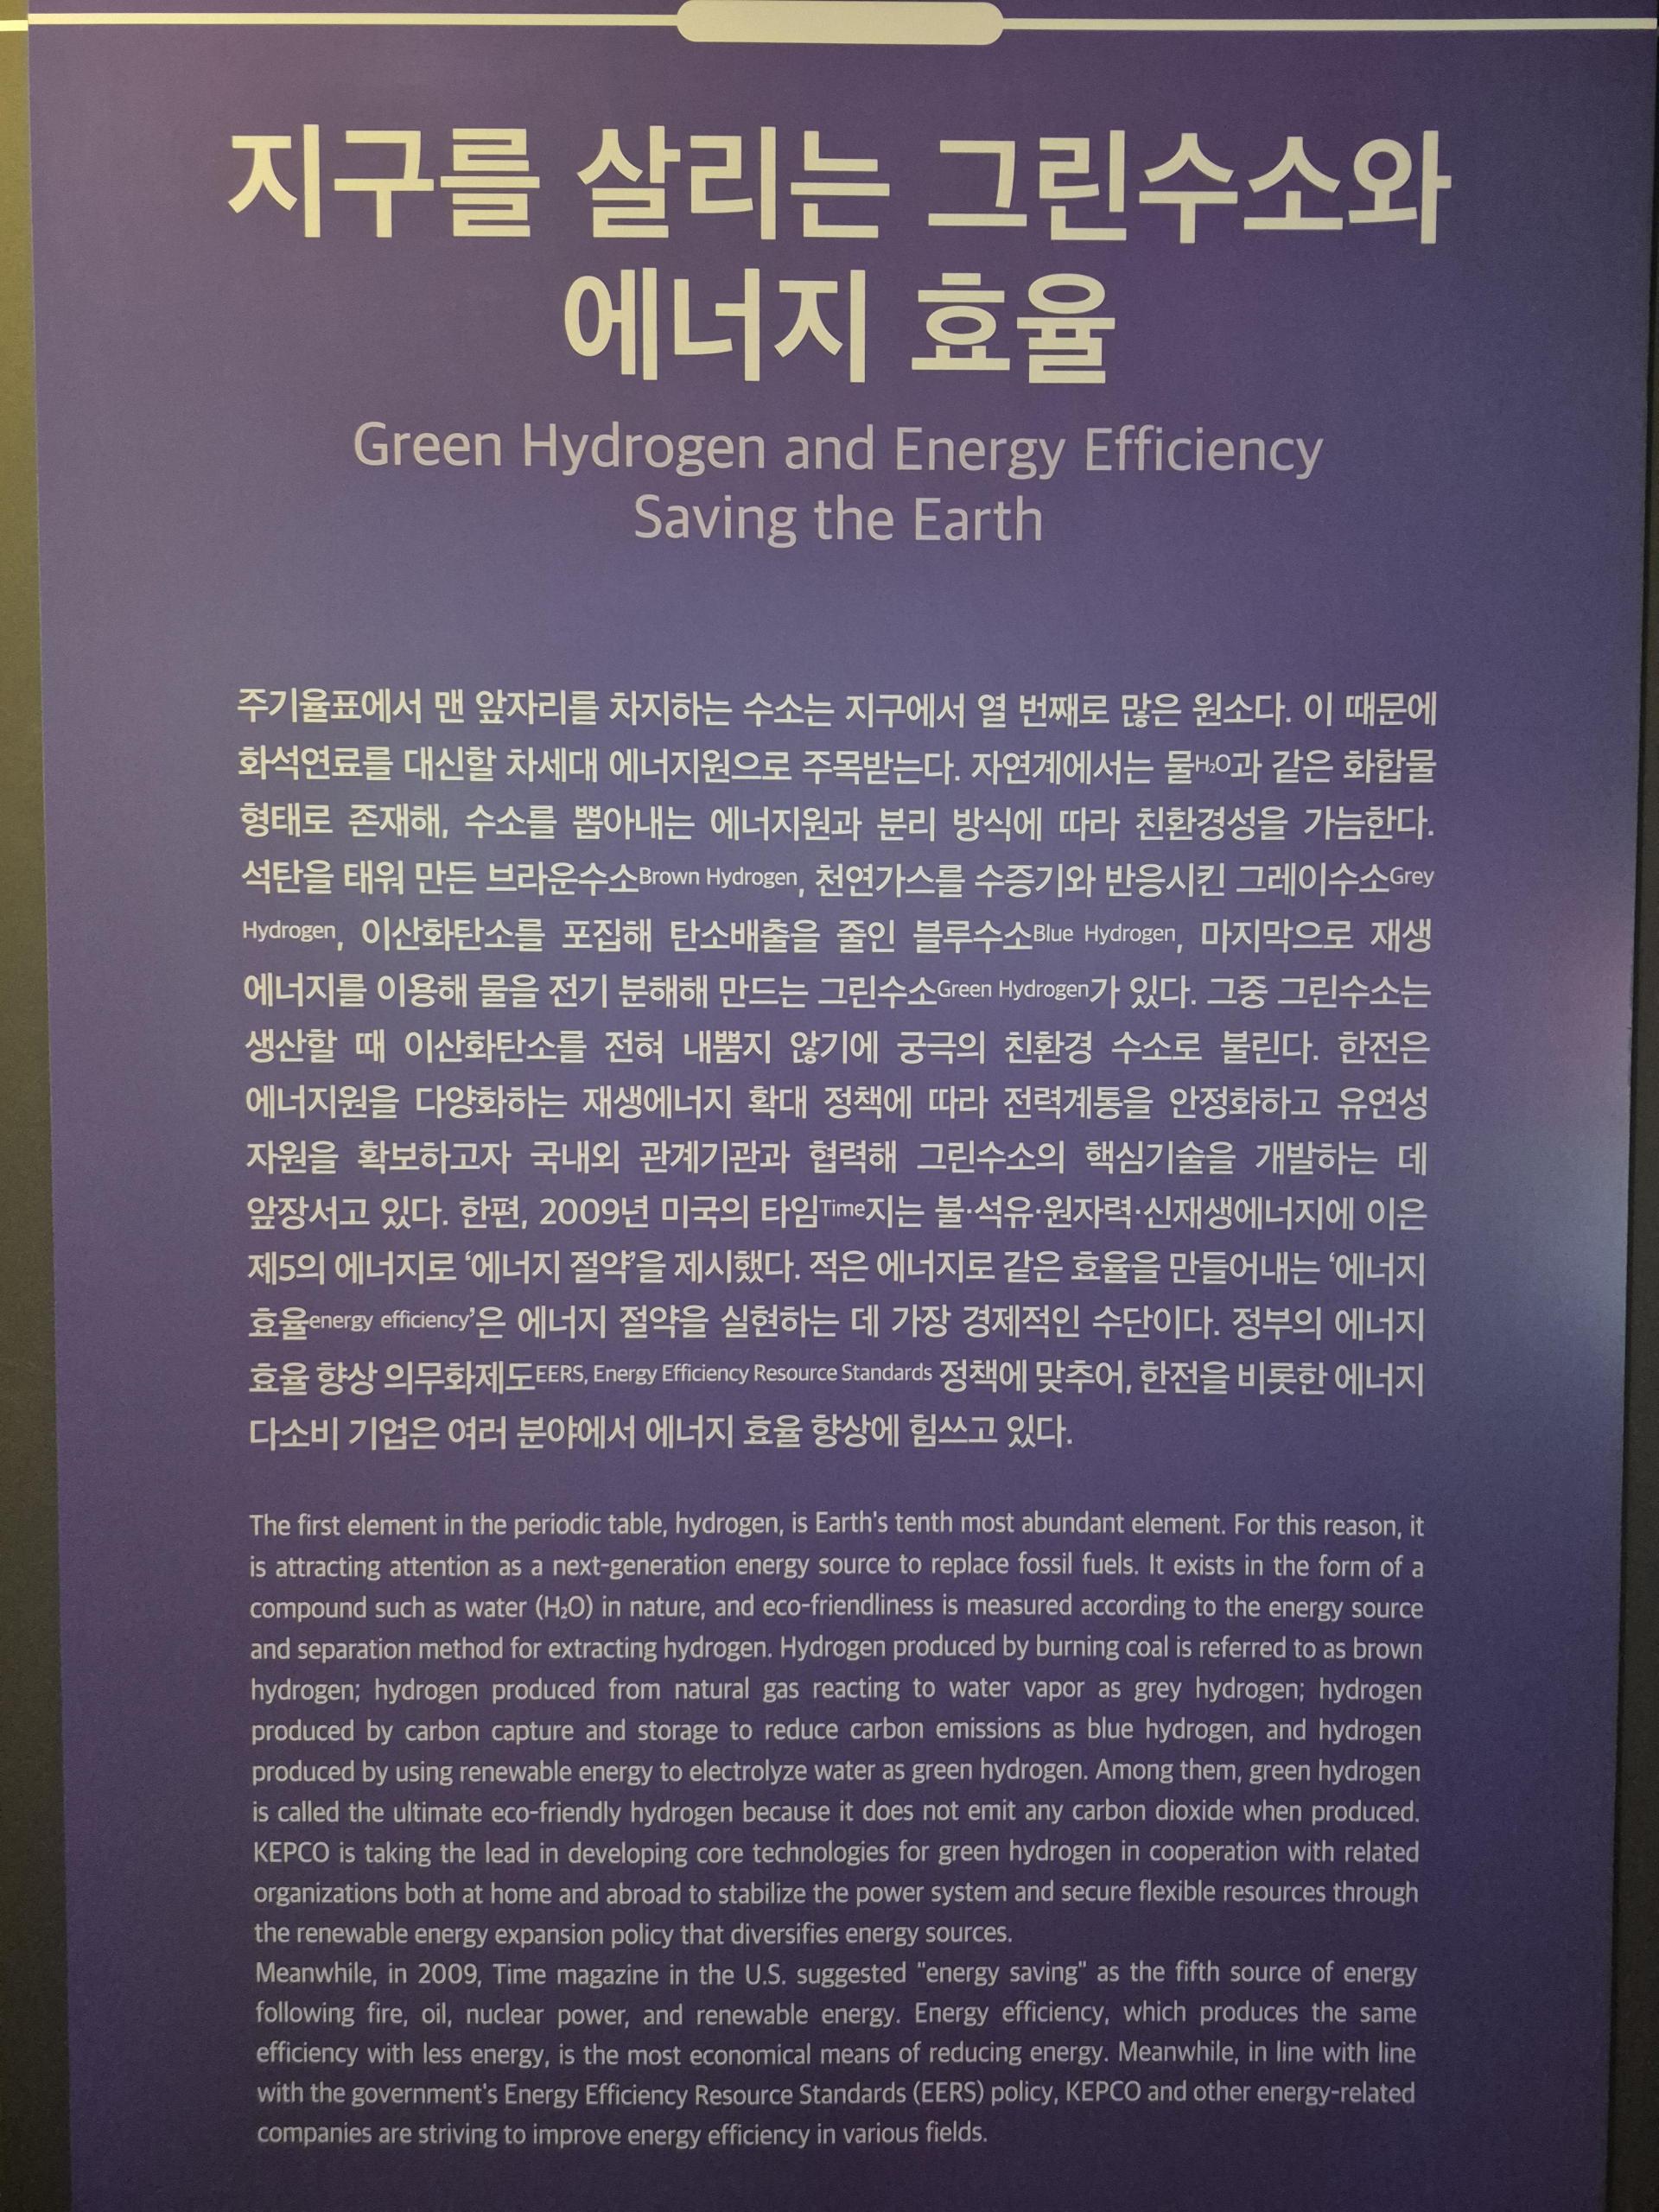 지구를 살리는 그린수소와
에너지 효율
Green Hydrogen and Energy Efficiency
Saving the Earth
주기율표에서 맨 앞자리를 차지하는 수소는 지구에서 열 번째로 많은 원소다. 이 때문에
화석연료를 대신할 차세대 에너지원으로 주목받는다. 자연계에서는 물H₂O과 같은 화합물
형태로 존재해, 수소를 뽑아내는 에너지원과 분리 방식에 따라 친환경성을 가늠한다.
석탄을 태워 만든 브라운수소Brown Hydrogen, 천연가스를 수증기와 반응시킨 그레이수소Grey
Hydrogen, 이산화탄소를 포집해 탄소배출을 줄인 블루수소Blue Hydrogen, 마지막으로 재생
에너지를 이용해 물을 전기 분해해 만드는 그린수소Green Hydrogen가 있다. 그중 그린수소는
생산할 때 이산화탄소를 전혀 내뿜지 않기에 궁극의 친환경 수소로 불린다. 한전은
에너지원을 다양화하는 재생에너지 확대 정책에 따라 전력계통을 안정화하고 유연성
자원을 확보하고자 국내외 관계기관과 협력해 그린수소의 핵심기술을 개발하는 데
앞장서고 있다. 한편, 2009년 미국의 타임Time지는 불·석유·원자력·신재생에너지에 이은
제5의 에너지로 ‘에너지 절약’을 제시했다. 적은 에너지로 같은 효율을 만들어내는 ‘에너지
효율energy efficiency’은 에너지 절약을 실현하는 데 가장 경제적인 수단이다. 정부의 에너지
효율 향상 의무화제도EERS, Energy Efficiency Resource Standards 정책에 맞추어, 한전을 비롯한 에너지
다소비 기업은 여러 분야에서 에너지 효율 향상에 힘쓰고 있다.
The first element in the periodic table, hydrogen, is Earth's tenth most abundant element. For this reason, it
is attracting attention as a next-generation energy source to replace fossil fuels. It exists in the form of a
compound such as water (H₂O) in nature, and eco-friendliness is measured according to the energy source
and separation method for extracting hydrogen. Hydrogen produced by burning coal is referred to as brown
hydrogen; hydrogen produced from natural gas reacting to water vapor as grey hydrogen; hydrogen
produced by carbon capture and storage to reduce carbon emissions as blue hydrogen, and hydrogen
produced by using renewable energy to electrolyze water as green hydrogen. Among them, green hydrogen
is called the ultimate eco-friendly hydrogen because it does not emit any carbon dioxide when produced.
KEPCO is taking the lead in developing core technologies for green hydrogen in cooperation with related
organizations both at home and abroad to stabilize the power system and secure flexible resources through
the renewable energy expansion policy that diversifies energy sources.
Meanwhile, in 2009, Time magazine in the U.S. suggested "energy saving" as the fifth source of energy
following fire, oil, nuclear power, and renewable energy. Energy efficiency, which produces the same
efficiency with less energy, is the most economical means of reducing energy. Meanwhile, in line with line
with the government's Energy Efficiency Resource Standards (EERS) policy, KEPCO and other energy-related
companies are striving to improve energy efficiency in various fields.